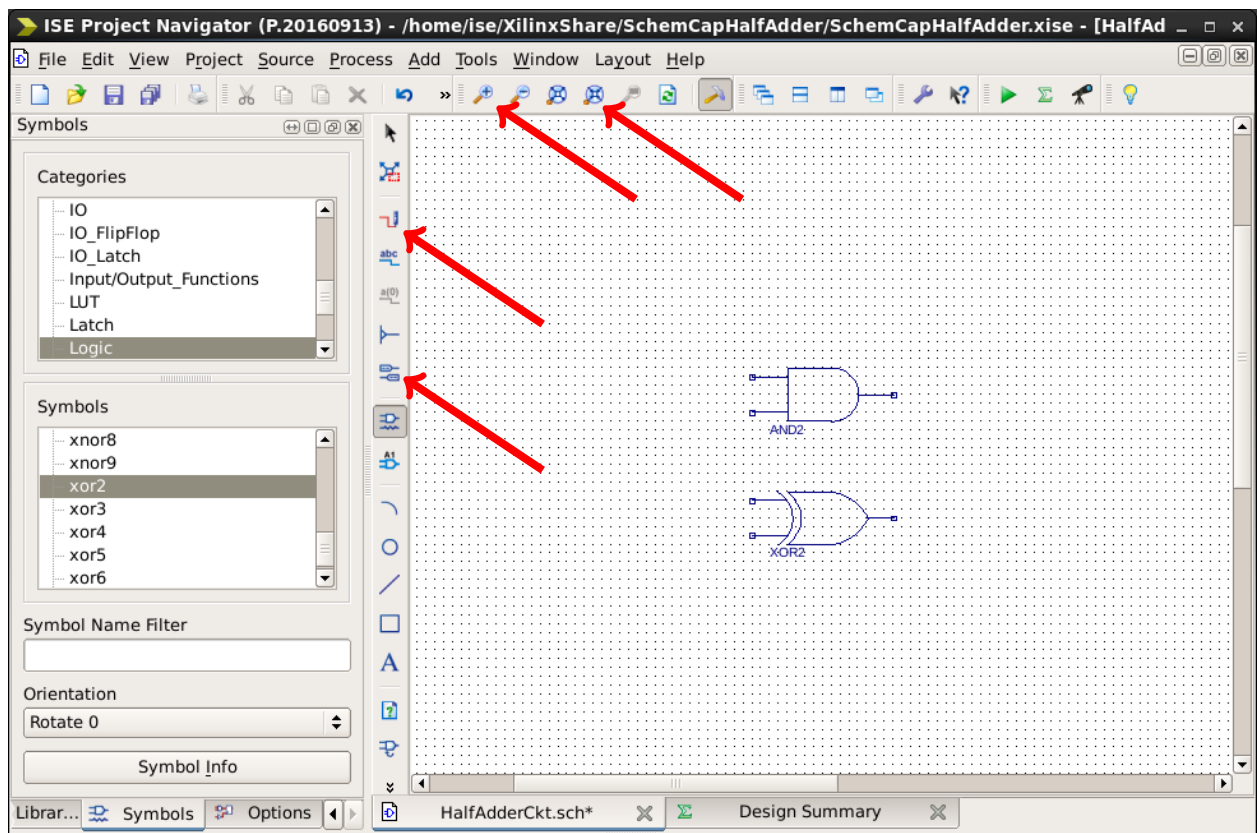 ISE Project Navigator (P.20160913) - /home/ise/XilinxShare/SchemCapHalfAdder/SchemCapHalfAdder.xise - [HalfAd
File Edit View Project Source Process Add Tools Window Layout Help
»
Symbols
Categories
IO
IO_FlipFlop
IO_Latch
Input/Output_Functions
LUT
Latch
Logic
Symbols
xnor8
xnor9
xor2
xor3
xor4
xor5
xor6
Symbol Name Filter
Orientation
Rotate 0
Symbol Info
Librar... Symbols Options
abc
a(0)
A1
A
AND2
XOR2
HalfAdderCkt.sch*
Design Summary